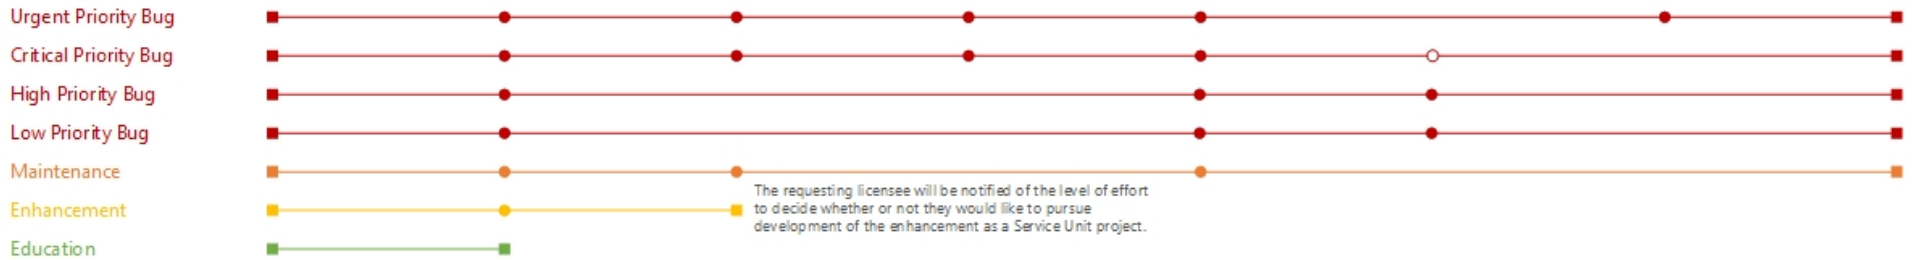 Urgent Priority Bug
Critical Priority Bug
High Priority Bug
Low Priority Bug
Maintenance
The requesting licensee will be notified of the level of effort
to decide whether or not they would like to pursue
development of the enhancement as a Service Unit project.
Enhancement
Education